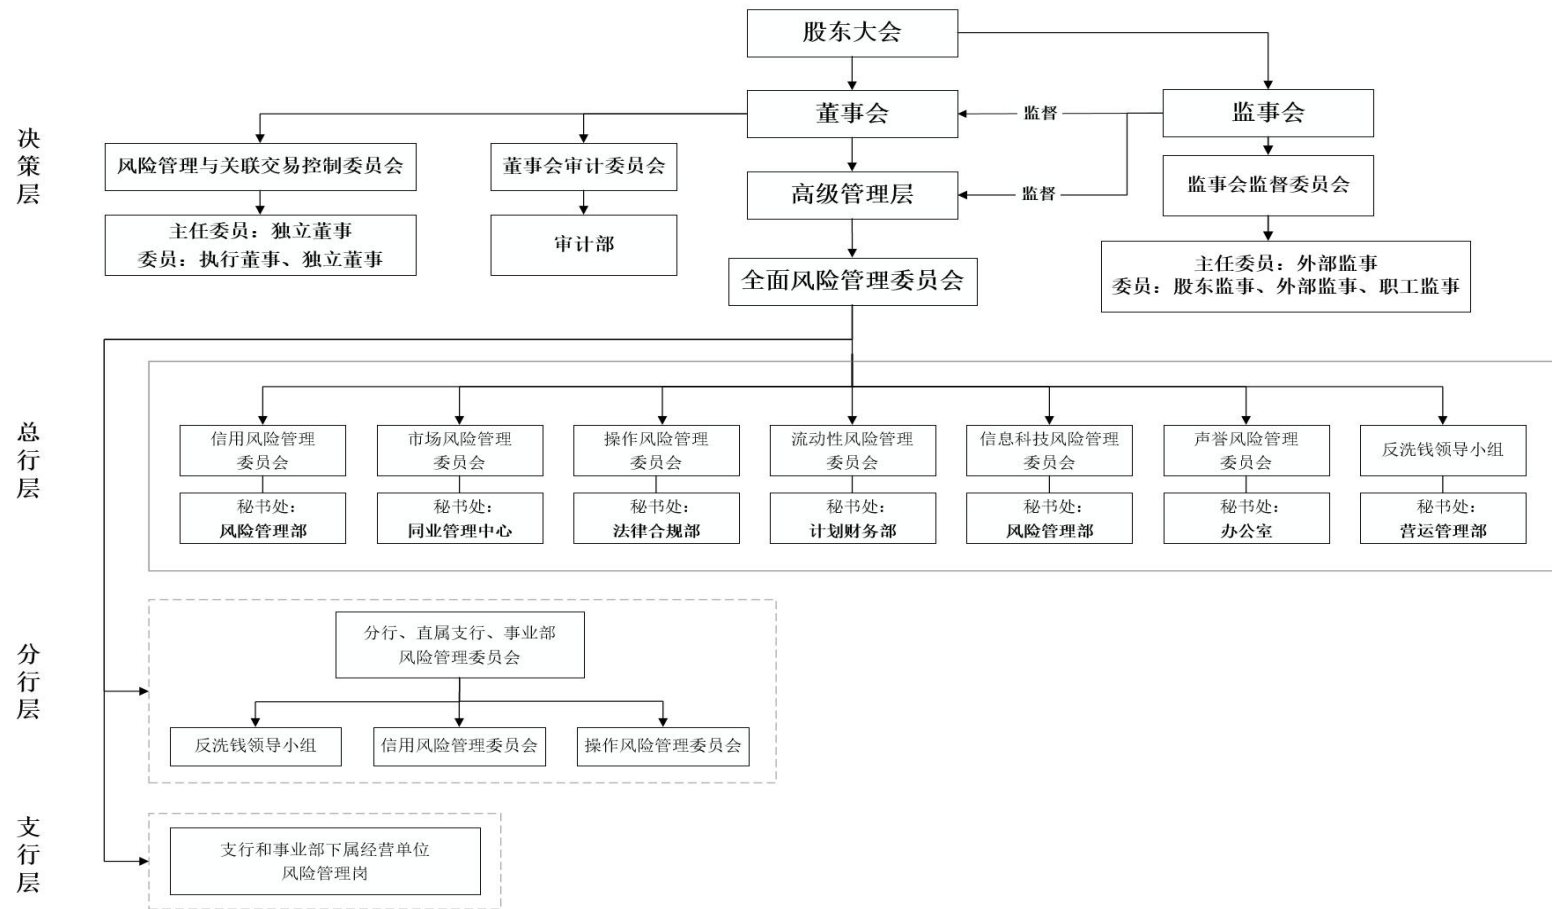 股东大会
决策层
董事会
监督
监事会
风险管理与关联交易控制委员会
董事会审计委员会
高级管理层
监督
监事会监督委员会
主任委员：独立董事
委员：执行董事、独立董事
审计部
全面风险管理委员会
主任委员：外部监事
委员：股东监事、外部监事、职工监事
总行层
信用风险管理
委员会
市场风险管理
委员会
操作风险管理
委员会
流动性风险管理
委员会
信息科技风险管理
委员会
声誉风险管理
委员会
反洗钱领导小组
秘书处：
风险管理部
秘书处：
同业管理中心
秘书处：
法律合规部
秘书处：
计划财务部
秘书处：
风险管理部
秘书处：
办公室
秘书处：
营运管理部
分行层
分行、直属支行、事业部
风险管理委员会
反洗钱领导小组
信用风险管理委员会
操作风险管理委员会
支行层
支行和事业部下属经营单位
风险管理岗